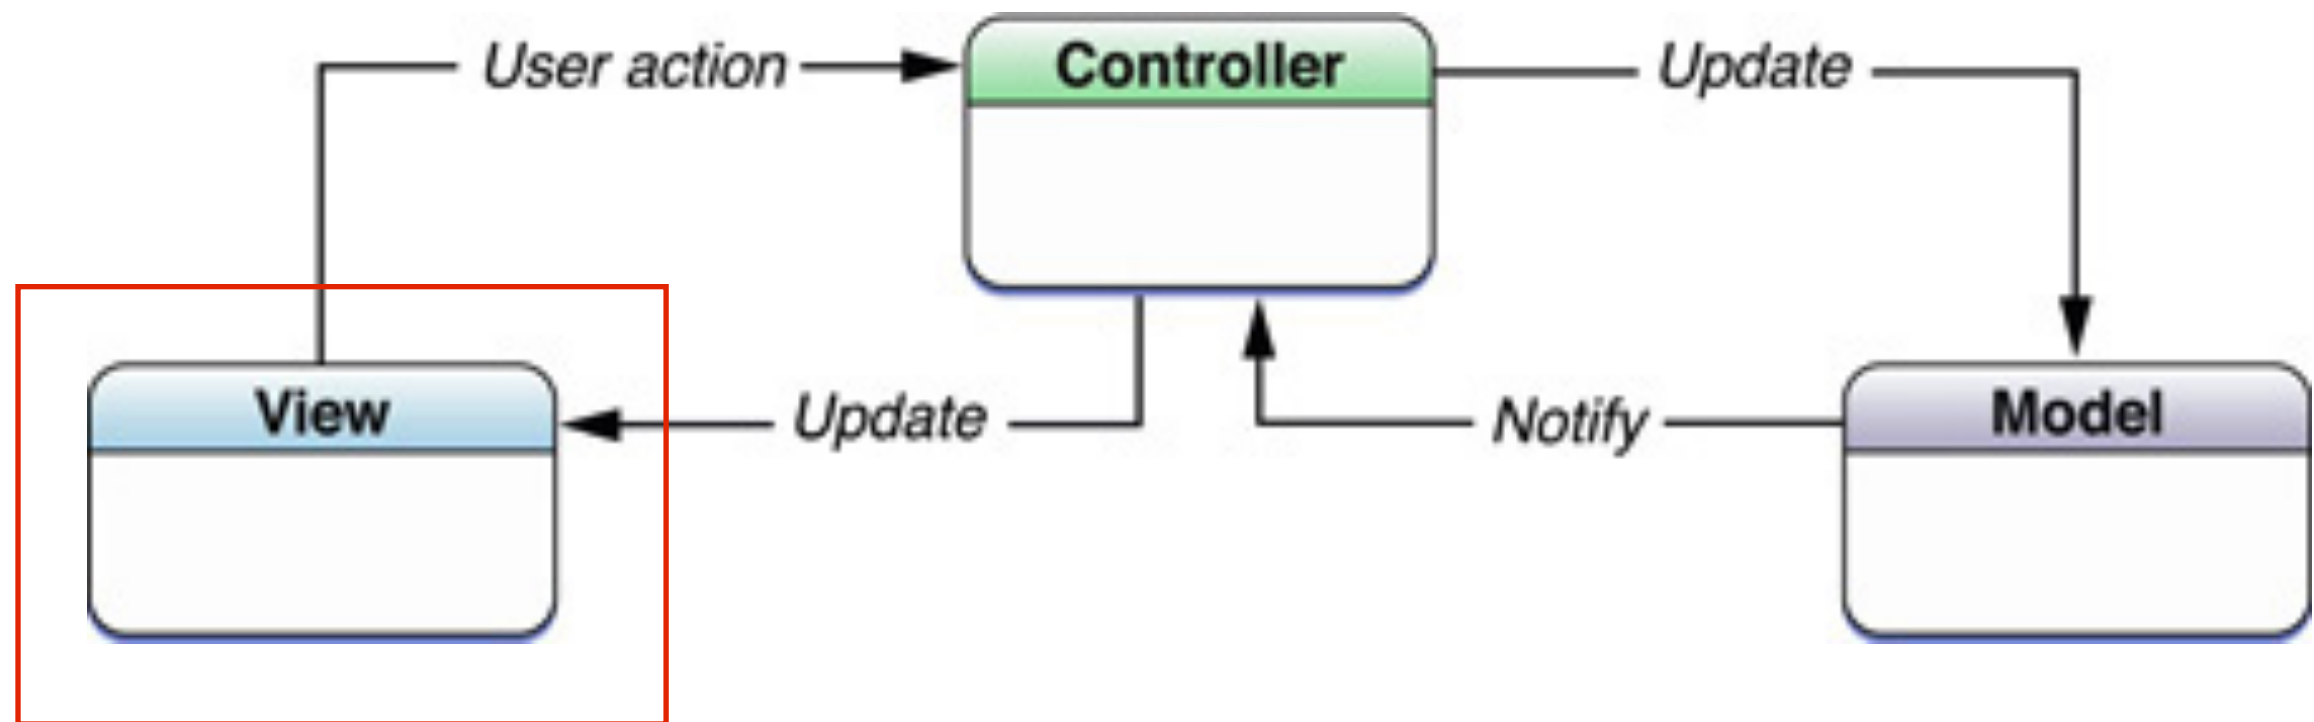 User action
Controller
Update
View
Update
Notify
Model